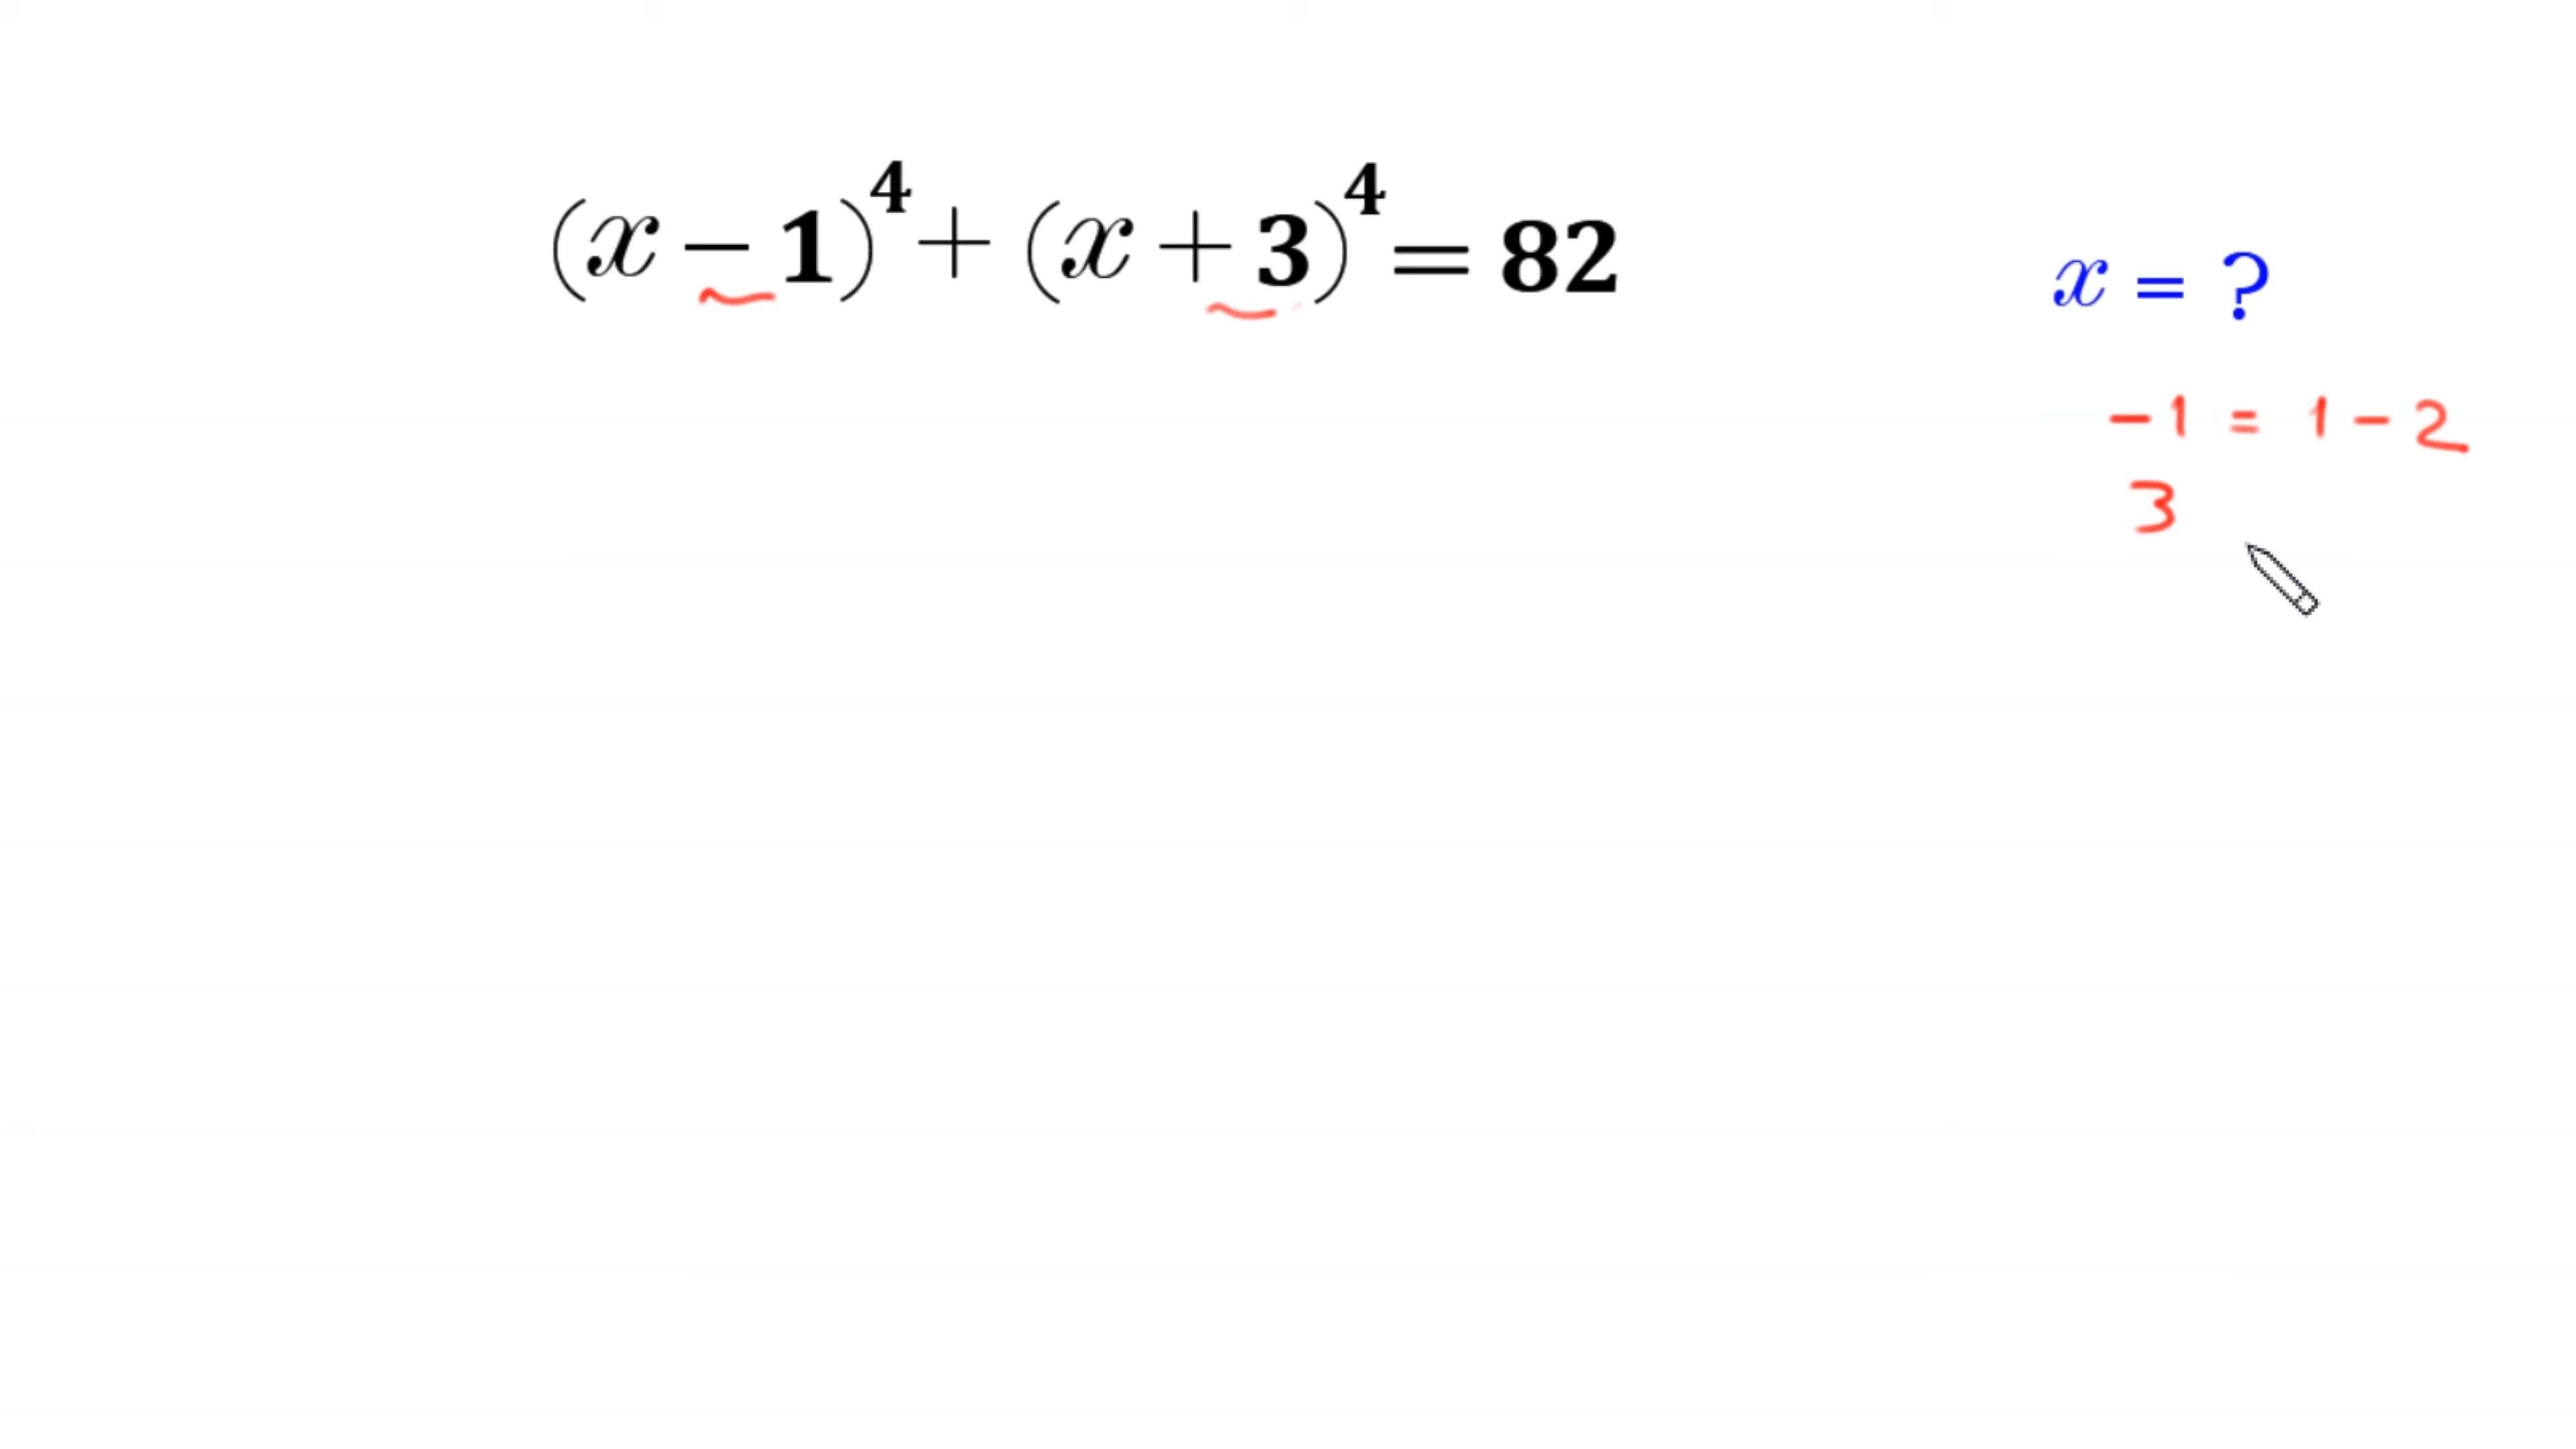 (x − 1)⁴ + (x + 3)⁴ = 82
x = ?
− 1 = 1 − 2
3